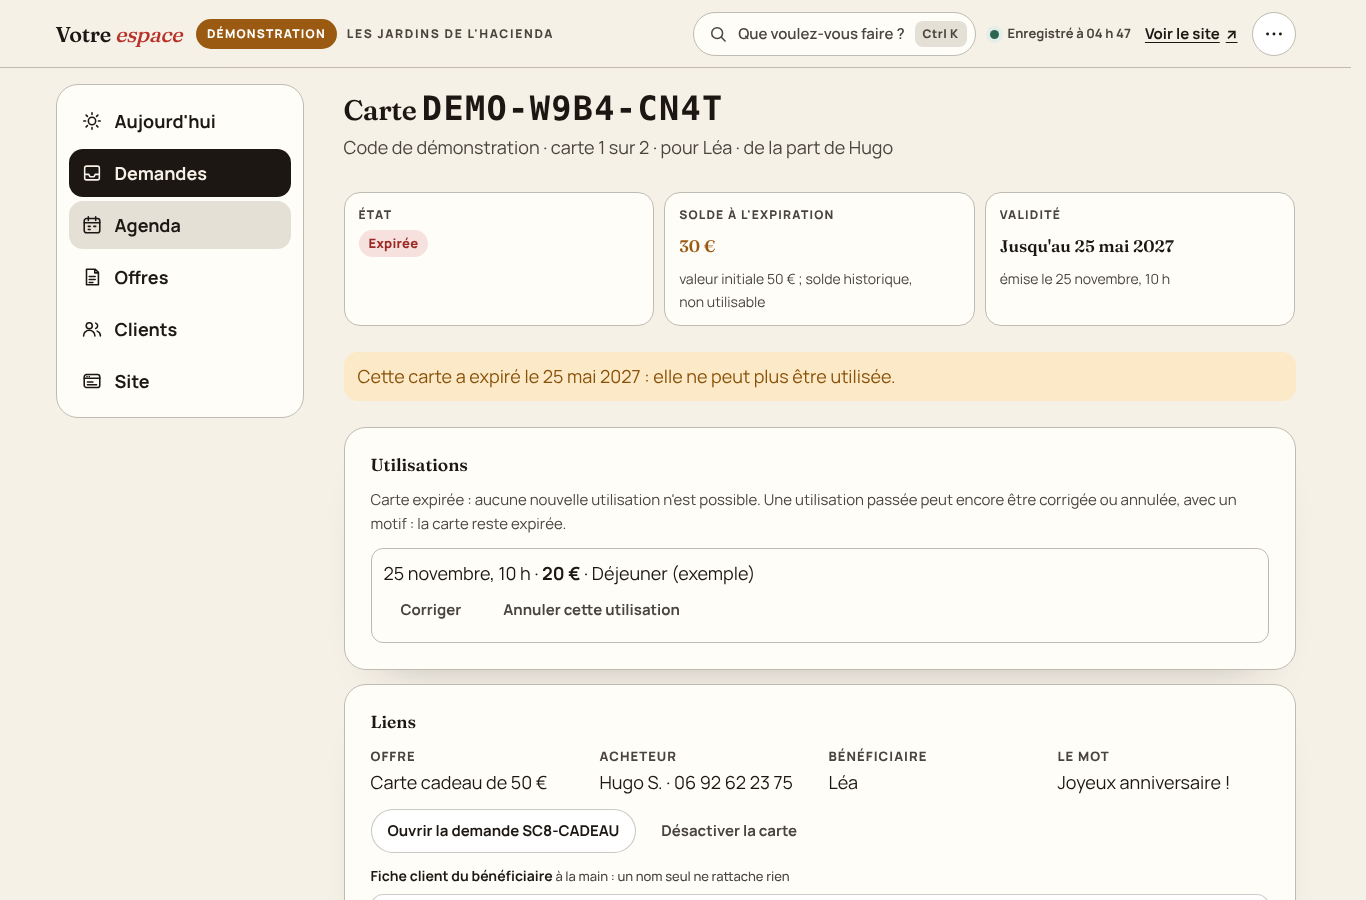 Votre espace
DÉMONSTRATION
LES JARDINS DE L'HACIENDA
Que voulez-vous faire ?
Ctrl K
Enregistré à 04 h 47
Voir le site
Aujourd'hui
Demandes
Agenda
Offres
Clients
Site
Carte DEMO-W9B4-CN4T
Code de démonstration · carte 1 sur 2 · pour Léa · de la part de Hugo
ÉTAT
Expirée
SOLDE À L'EXPIRATION
30 €
valeur initiale 50 € ; solde historique,
non utilisable
VALIDITÉ
Jusqu'au 25 mai 2027
émise le 25 novembre, 10 h
Cette carte a expiré le 25 mai 2027 : elle ne peut plus être utilisée.
Utilisations
Carte expirée : aucune nouvelle utilisation n'est possible. Une utilisation passée peut encore être corrigée ou annulée, avec un
motif : la carte reste expirée.
25 novembre, 10 h · 20 € · Déjeuner (exemple)
Corriger
Annuler cette utilisation
Liens
OFFRE
Carte cadeau de 50 €
ACHETEUR
Hugo S. · 06 92 62 23 75
BÉNÉFICIAIRE
Léa
LE MOT
Joyeux anniversaire !
Ouvrir la demande SC8-CADEAU
Désactiver la carte
Fiche client du bénéficiaire à la main : un nom seul ne rattache rien